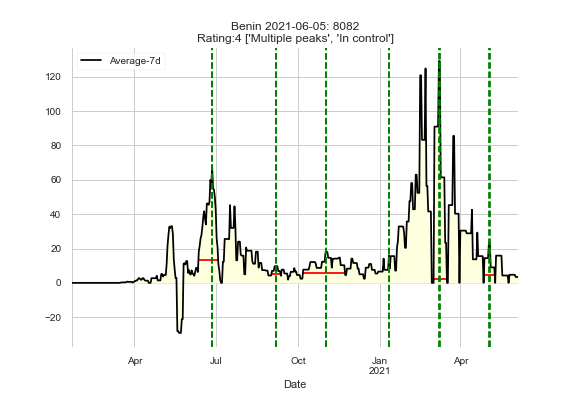 Benin 2021-06-05: 8082
Rating:4 ['Multiple peaks', 'In control']
Average-7d
120
100
80
60
40
20
0
−20
Apr
Jul
Oct
Jan
2021
Apr
Date